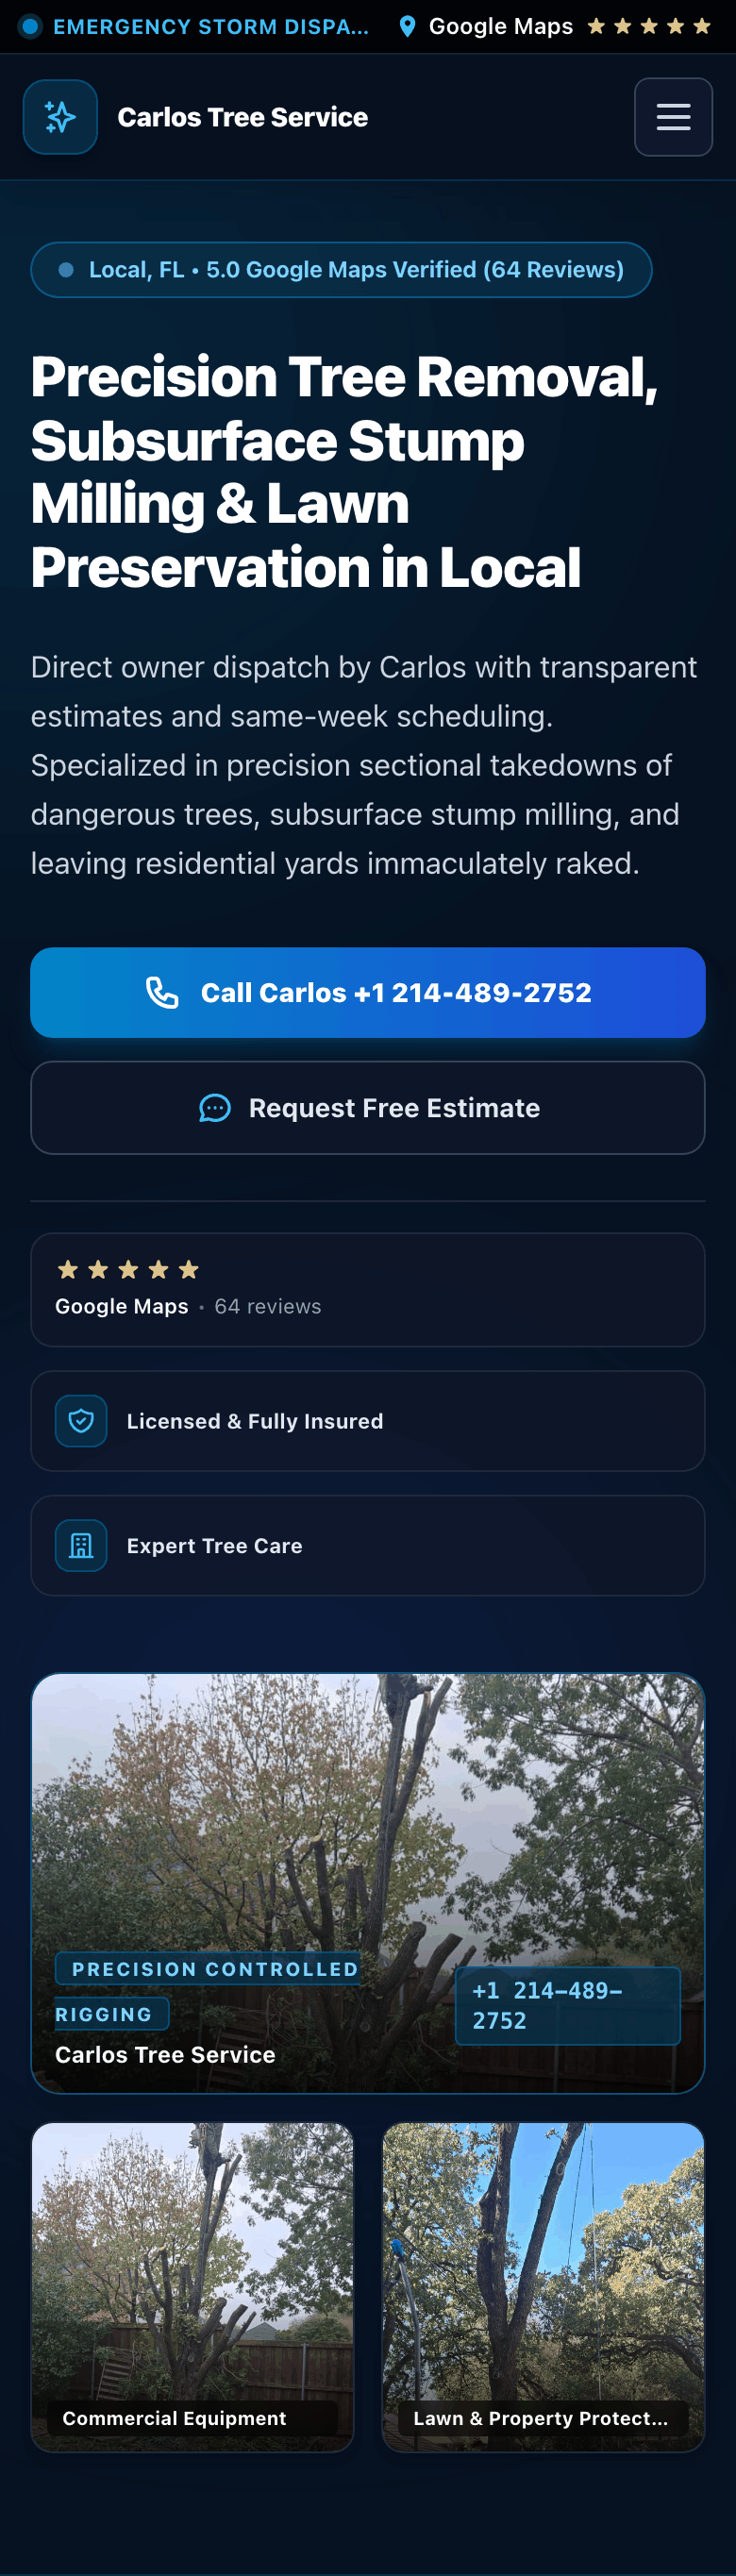 EMERGENCY STORM DISPA... Google Maps
Carlos Tree Service
Local, FL • 5.0 Google Maps Verified (64 Reviews)
Precision Tree Removal,
Subsurface Stump
Milling & Lawn
Preservation in Local
Direct owner dispatch by Carlos with transparent
estimates and same-week scheduling.
Specialized in precision sectional takedowns of
dangerous trees, subsurface stump milling, and
leaving residential yards immaculately raked.
Call Carlos +1 214-489-2752
Request Free Estimate
Google Maps • 64 reviews
Licensed & Fully Insured
Expert Tree Care
PRECISION CONTROLLED
RIGGING
Carlos Tree Service
+1 214-489-
2752
Commercial Equipment
Lawn & Property Protect...